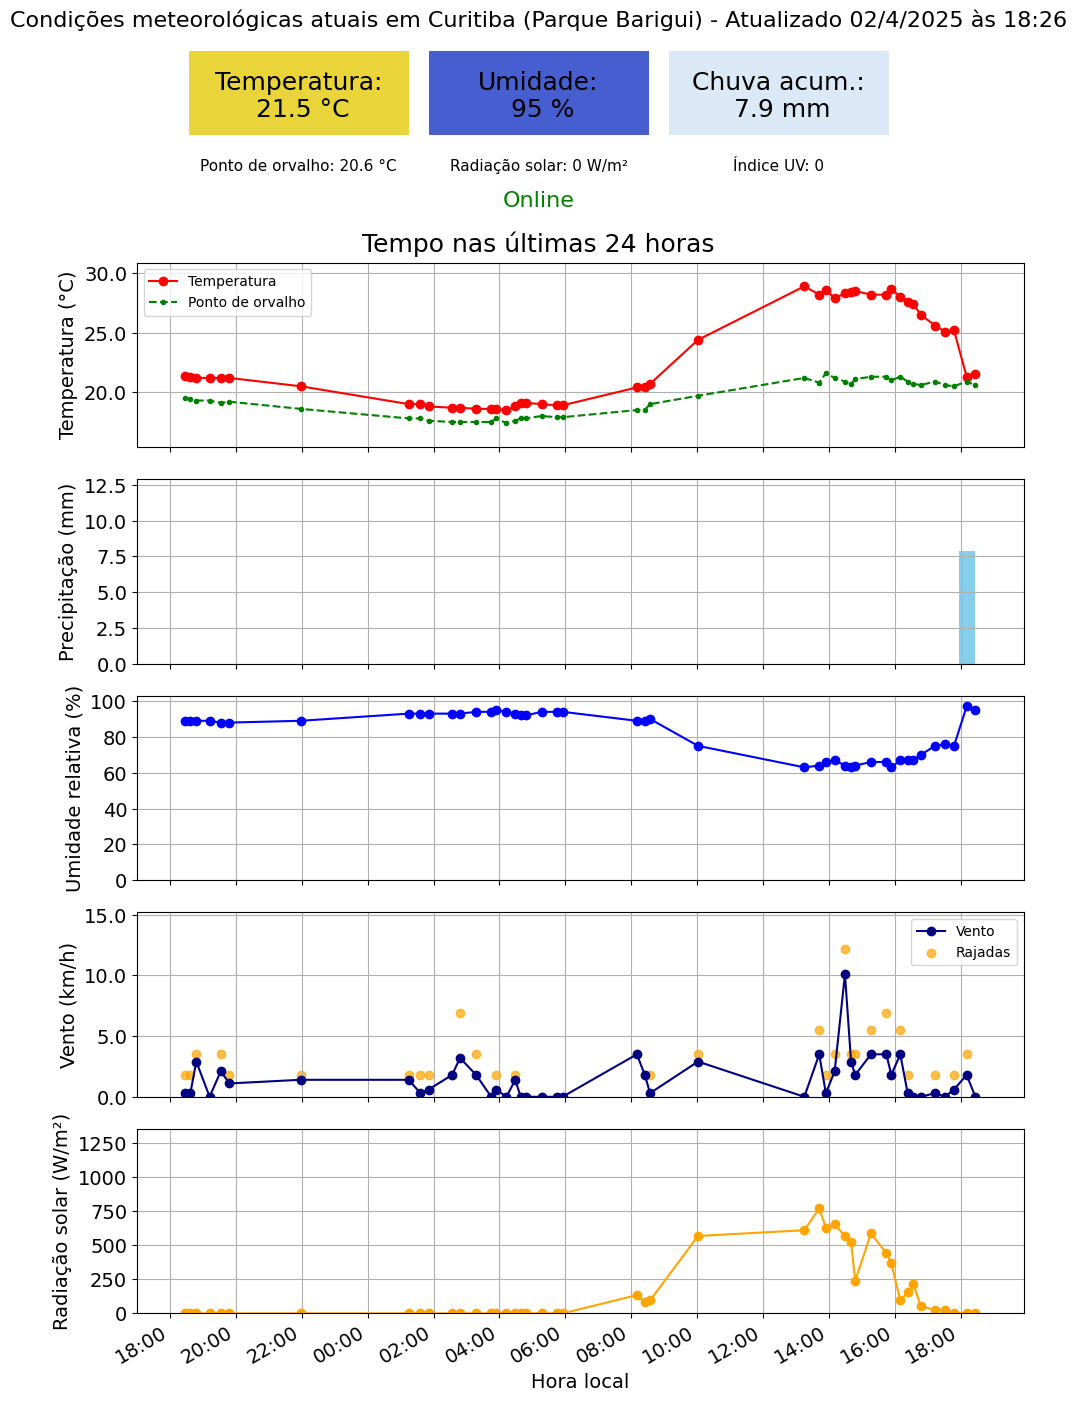 Condições meteorológicas atuais em Curitiba (Parque Barigui) - Atualizado 02/4/2025 às 18:26
Temperatura:
21.5 °C
Umidade:
95 %
Chuva acum.:
7.9 mm
Ponto de orvalho: 20.6 °C
Radiação solar: 0 W/m²
Índice UV: 0
Online
Tempo nas últimas 24 horas
Temperatura (°C)
30.0
25.0
20.0
Temperatura
Ponto de orvalho
Precipitação (mm)
12.5
10.0
7.5
5.0
2.5
0.0
Umidade relativa (%)
100
80
60
40
20
0
Vento (km/h)
15.0
10.0
5.0
0.0
Vento
Rajadas
Radiação solar (W/m²)
1250
1000
750
500
250
0
18:00
20:00
22:00
00:00
02:00
04:00
06:00
08:00
10:00
12:00
14:00
16:00
18:00
Hora local